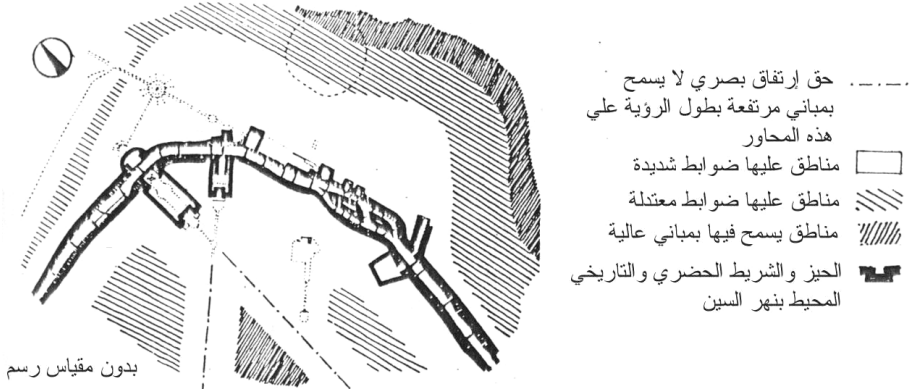 حق إرتفاق بصري لا يسمح
بمباني مرتفعة بطول الرؤية علي
هذه المحاور
مناطق عليها ضوابط شديدة
مناطق عليها ضوابط معتدلة
مناطق يسمح فيها بمباني عالية
الحيز والشريط الحضري والتاريخي
المحيط بنهر السين
بدون مقياس رسم